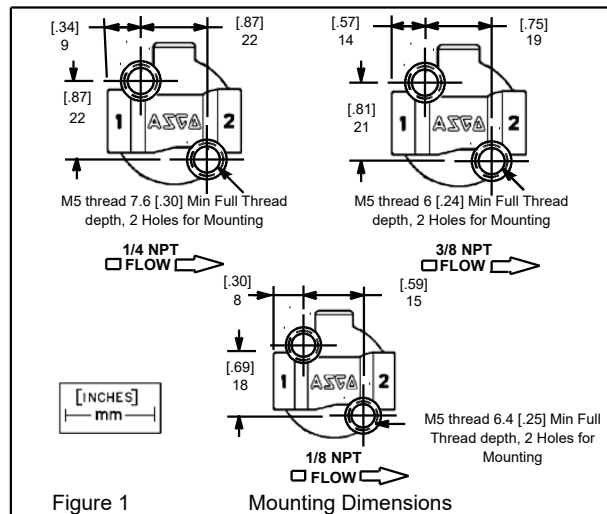 [.34]
9
[.87]
22
[.87]
22
1 ASCO 2
M5 thread 7.6 [.30] Min Full Thread
depth, 2 Holes for Mounting
1/4 NPT
FLOW
[.57]
14
[.75]
19
[.81]
21
1 ASCO 2
M5 thread 6 [.24] Min Full Thread
depth, 2 Holes for Mounting
3/8 NPT
FLOW
[.30]
8
[.59]
15
[.69]
18
1 ASCO 2
M5 thread 6.4 [.25] Min Full
Thread depth, 2 Holes for
Mounting
1/8 NPT
FLOW
[INCHES]
mm
Figure 1 Mounting Dimensions